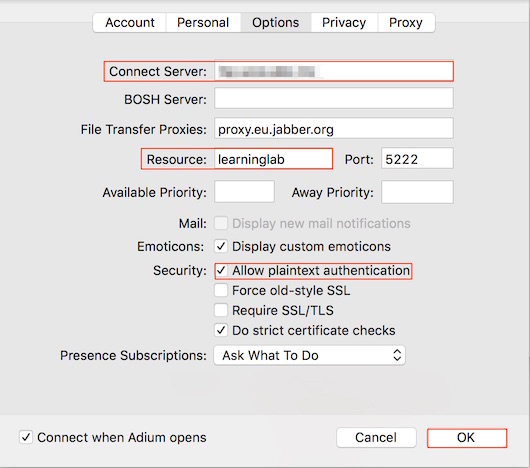 Account Personal Options Privacy Proxy
Connect Server:
BOSH Server:
File Transfer Proxies: proxy.eu.jabber.org
Resource: learninglab Port: 5222
Available Priority: Away Priority:
Mail: Display new mail notifications
Emoticons: Display custom emoticons
Security: Allow plaintext authentication
Force old-style SSL
Require SSL/TLS
Do strict certificate checks
Presence Subscriptions: Ask What To Do
Connect when Adium opens Cancel OK